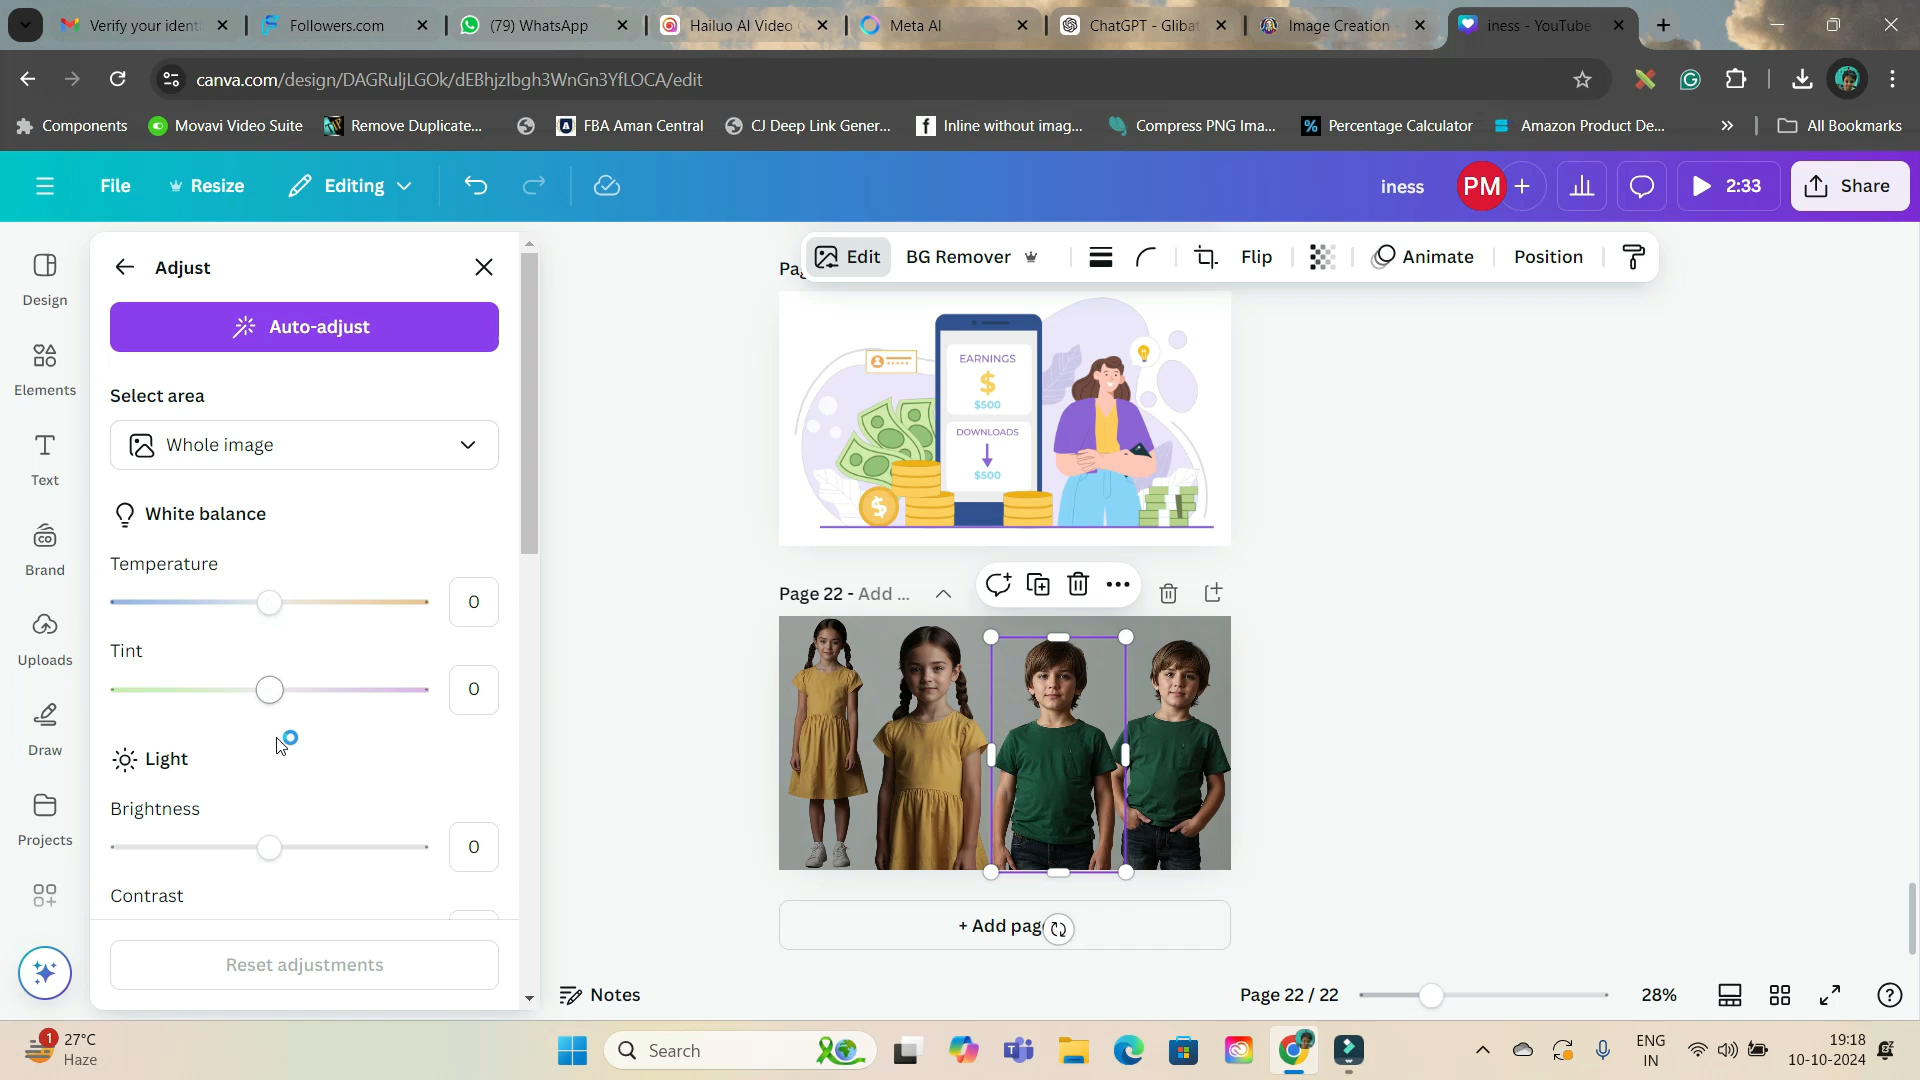 Verify your identi
Followers.com
(79) WhatsApp
Hailuo AI Video
Meta AI
ChatGPT - Glibat
Image Creation
iness - YouTube
canva.com/design/DAGRuljLGOk/dEBhjzIbgh3WnGn3YfLOCA/edit
Components
Movavi Video Suite
Remove Duplicate...
FBA Aman Central
CJ Deep Link Gener...
Inline without imag...
Compress PNG Ima...
Percentage Calculator
Amazon Product De...
All Bookmarks
File
Resize
Editing
iness
PM
2:33
Share
Design
Elements
Text
Brand
Uploads
Draw
Projects
Adjust
Auto-adjust
Select area
Whole image
White balance
Temperature
0
Tint
0
Light
Brightness
0
Contrast
Reset adjustments
Edit
BG Remover
Flip
Animate
Position
EARNINGS
$
$500
DOWNLOADS
$500
$
Page 22 - Add ...
+ Add page
Notes
Page 22 / 22
28%
1
27°C
Haze
Search
ENG
IN
19:18
10-10-2024